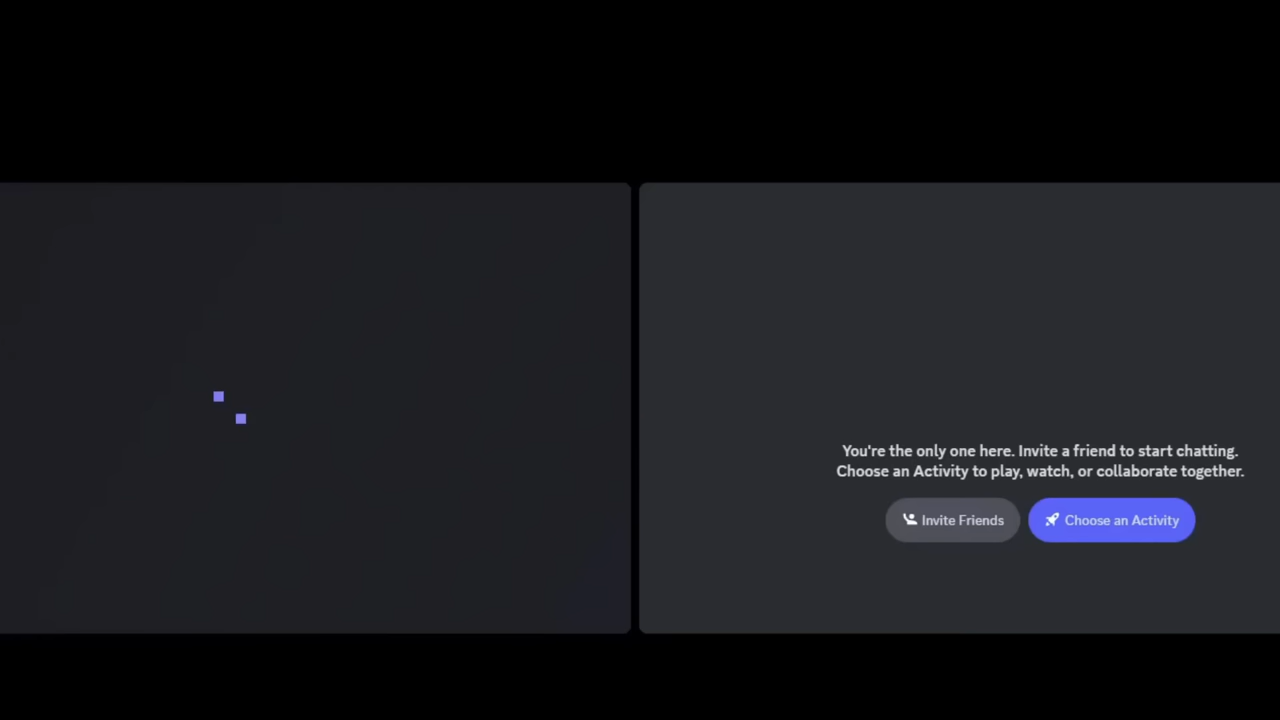 You're the only one here. Invite a friend to start chatting.
Choose an Activity to play, watch, or collaborate together.
Invite Friends
Choose an Activity